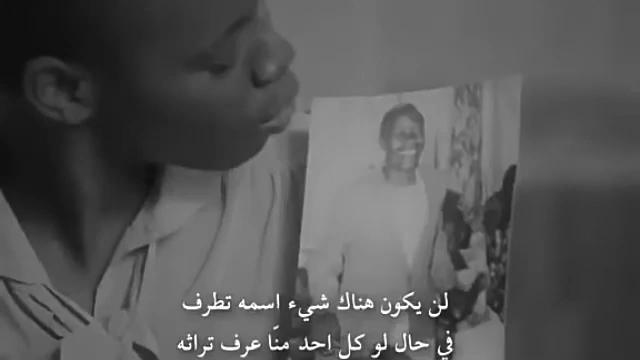 لن يكون هناك شيء اسمه تطرف
في حال لو كل احد منّا عرف تراثه